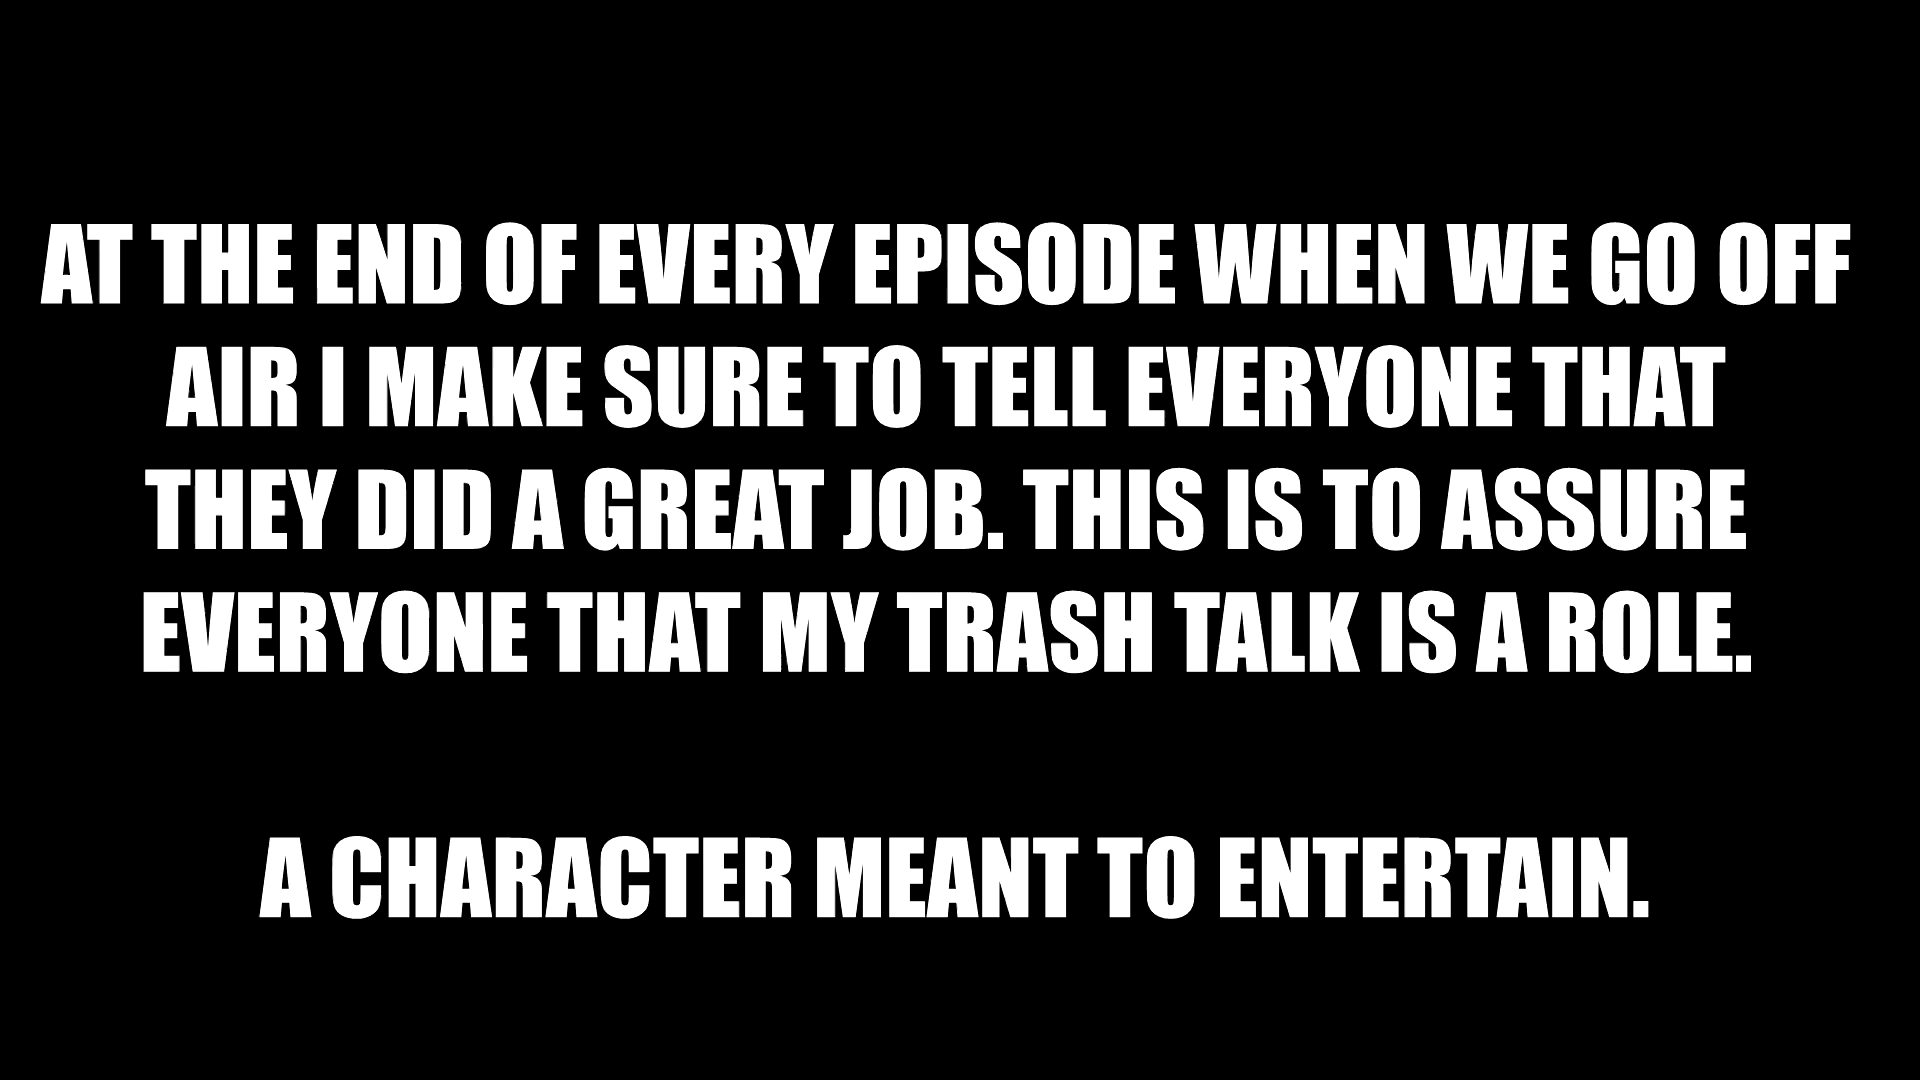 AT THE END OF EVERY EPISODE WHEN WE GO OFF
AIR I MAKE SURE TO TELL EVERYONE THAT
THEY DID A GREAT JOB. THIS IS TO ASSURE
EVERYONE THAT MY TRASH TALK IS A ROLE.
A CHARACTER MEANT TO ENTERTAIN.